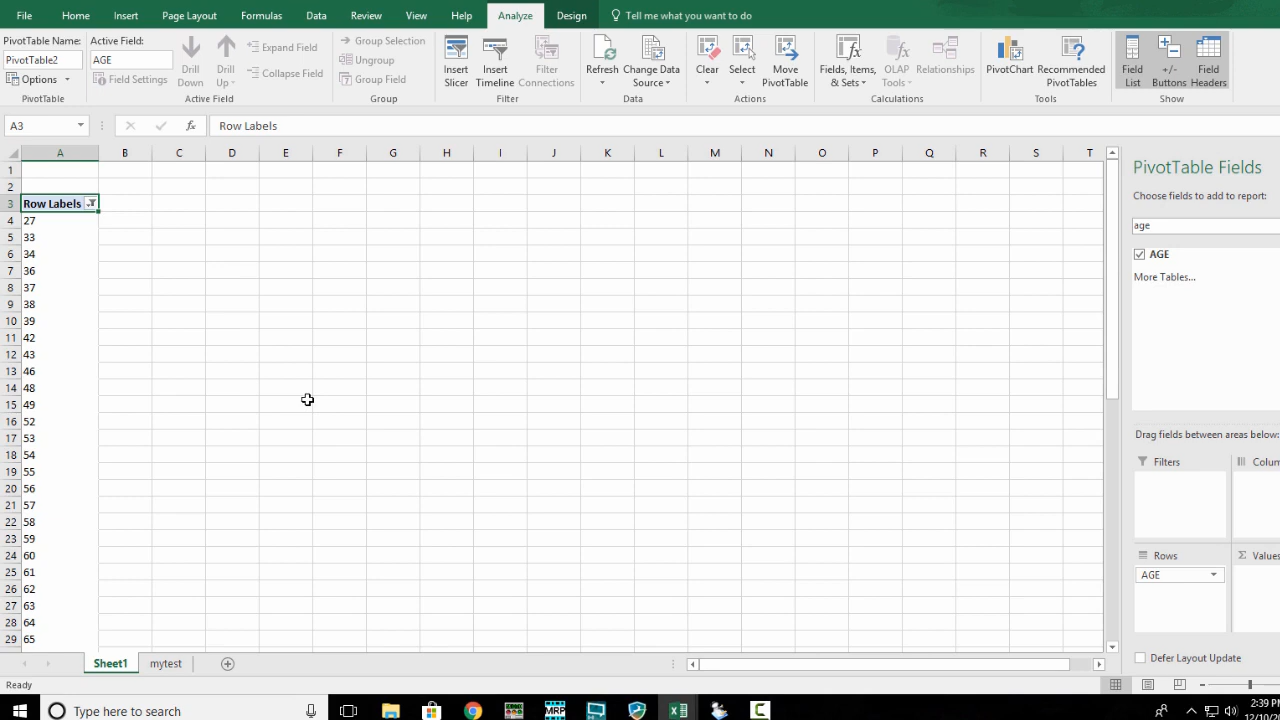 File Home Insert Page Layout Formulas Data Review View Help Analyze Design Tell me what you want to do
PivotTable Name:
PivotTable2
Options
PivotTable
Active Field:
AGE
Field Settings
Drill Down
Drill Up
Expand Field
Collapse Field
Active Field
Group Selection
Ungroup
Group Field
Group
Insert Slicer
Insert Timeline
Filter Connections
Filter
Refresh
Change Data Source
Data
Clear
Select
Move PivotTable
Actions
Fields, Items, & Sets
OLAP Tools
Relationships
Calculations
PivotChart
Recommended PivotTables
Tools
Field List
+/- Buttons
Field Headers
Show
A3 fx Row Labels
A B C D E F G H I J K L M N O P Q R S T
1
2
3 Row Labels
4 27
5 33
6 34
7 36
8 37
9 38
10 39
11 42
12 43
13 46
14 48
15 49
16 52
17 53
18 54
19 55
20 56
21 57
22 58
23 59
24 60
25 61
26 62
27 63
28 64
29 65
PivotTable Fields
Choose fields to add to report:
age
AGE
More Tables...
Drag fields between areas below:
Filters
Rows
AGE
Σ Values
Defer Layout Update
Sheet1 mytest
Ready
Type here to search
MRP
2:39 PM